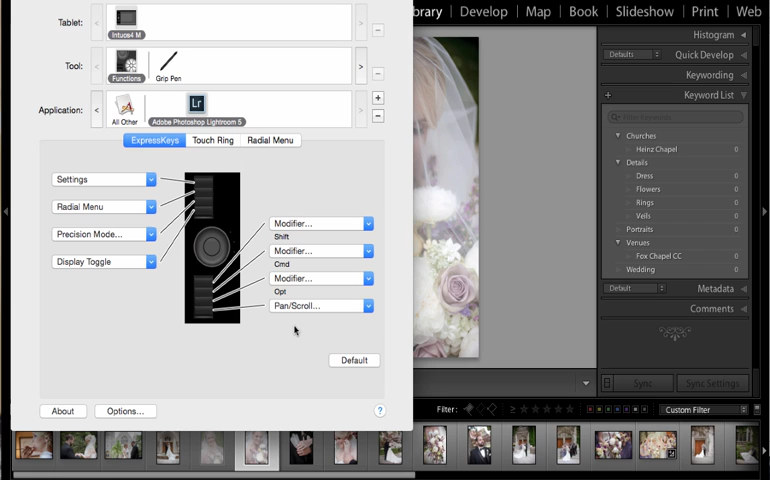 Tablet:
Intuos4 M
Tool:
Functions
Grip Pen
Application:
Lr
All Other
Adobe Photoshop Lightroom 5
ExpressKeys
Touch Ring
Radial Menu
Settings
Radial Menu
Precision Mode...
Display Toggle
Modifier...
Shift
Modifier...
Cmd
Modifier...
Opt
Pan/Scroll...
Default
About
Options...
?
brary | Develop | Map | Book | Slideshow | Print | Web
Histogram
Defaults
Quick Develop
Keywording
+ Keyword List
Filter Keywords
Churches
Heinz Chapel 0
Details
Dress 0
Flowers 0
Rings 0
Veils 0
Portraits 0
Venues
Fox Chapel CC 0
Wedding 0
Default
Metadata
Comments
Sync
Sync Settings
Filter :
≥
Custom Filter